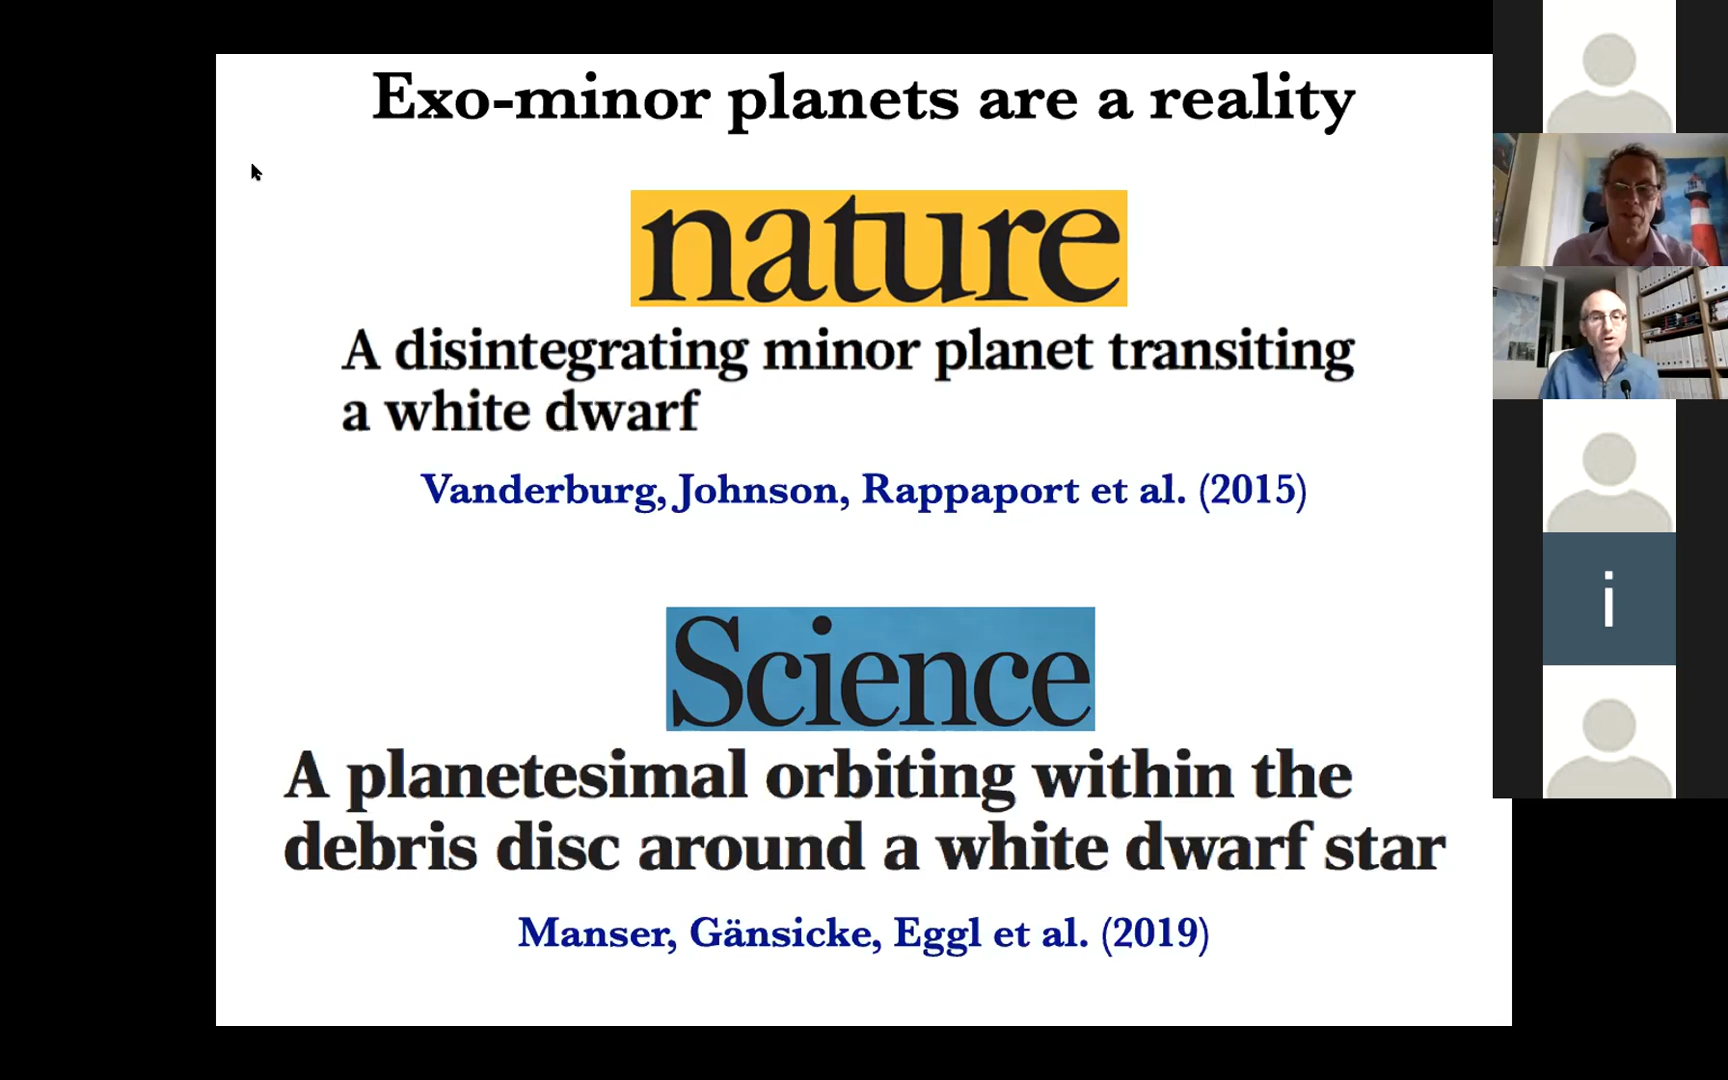 Exo-minor planets are a reality
nature
A disintegrating minor planet transiting
a white dwarf
Vanderburg, Johnson, Rappaport et al. (2015)
Science
A planetesimal orbiting within the
debris disc around a white dwarf star
Manser, Gänsicke, Eggl et al. (2019)
i